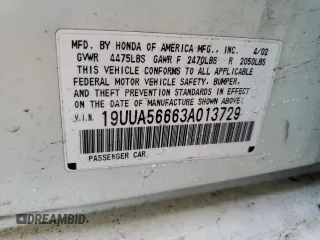 MFD. BY HONDA OF AMERICA MFG., INC. 4/02
GVWR 4475LBS GAWR F 2470LBS R 2050LBS
THIS VEHICLE CONFORMS TO ALL APPLICABLE
FEDERAL MOTOR VEHICLE SAFETY, BUMPER,
AND THEFT PREVENTION STANDARDS IN EFFECT
ON THE DATE OF MANUFACTURE SHOWN ABOVE.
V.I.N. 19UUA56663A013729
PASSENGER CAR
© DIARYBID.COM